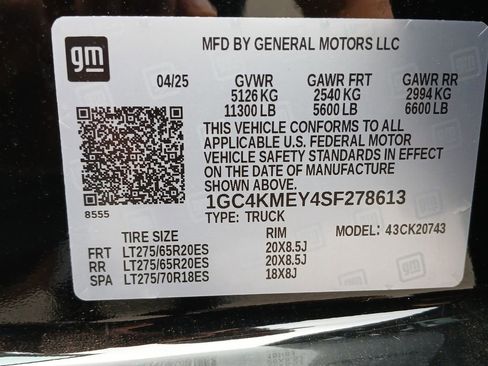 gm
MFD BY GENERAL MOTORS LLC
04/25 GVWR GAWR FRT GAWR RR
5126 KG 2540 KG 2994 KG
11300 LB 5600 LB 6600 LB
THIS VEHICLE CONFORMS TO ALL
APPLICABLE U.S. FEDERAL MOTOR
VEHICLE SAFETY STANDARDS IN EFFECT
ON THE DATE OF MANUFACTURE
SHOWN ABOVE.
8555
1GC4KMEY4SF278613
TYPE: TRUCK
TIRE SIZE RIM MODEL: 43CK20743
FRT LT275/65R20ES 20X8.5J
RR LT275/65R20ES 20X8.5J
SPA LT275/70R18ES 18X8J